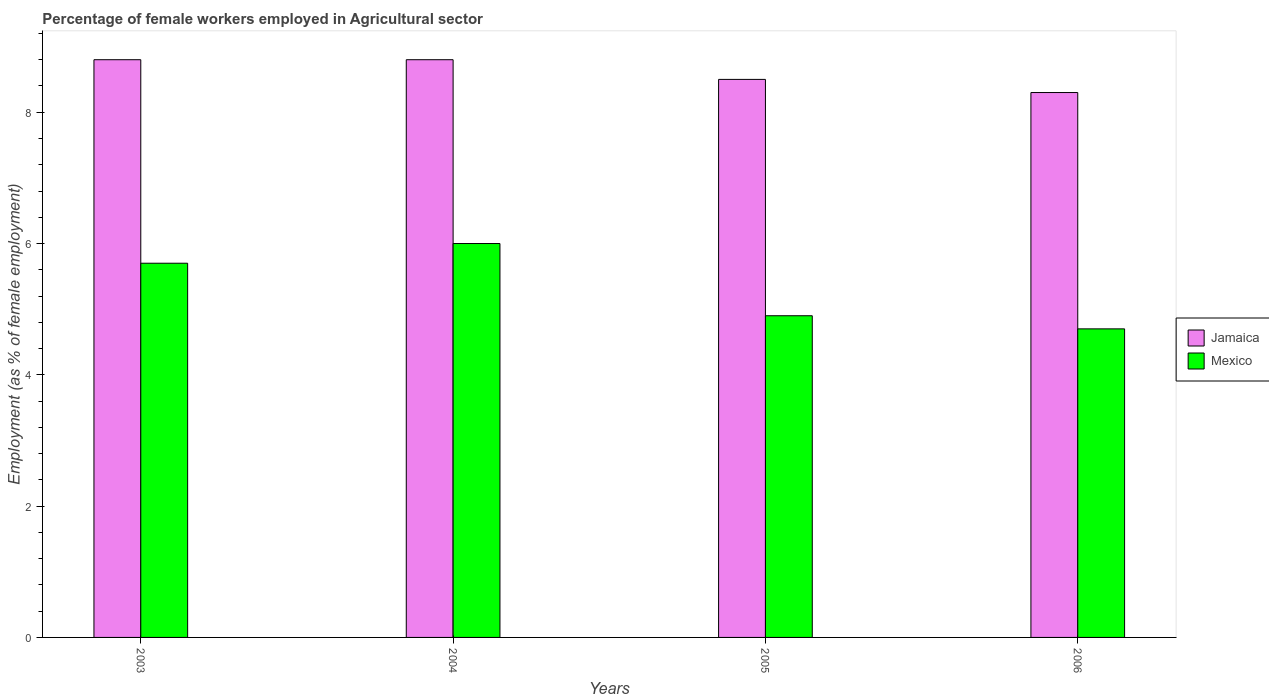 Percentage of female workers employed in Agricultural sector
Employment (as % of female employment)
8
6
4
2
0
2003
2004
2005
2006
Years
Jamaica
Mexico